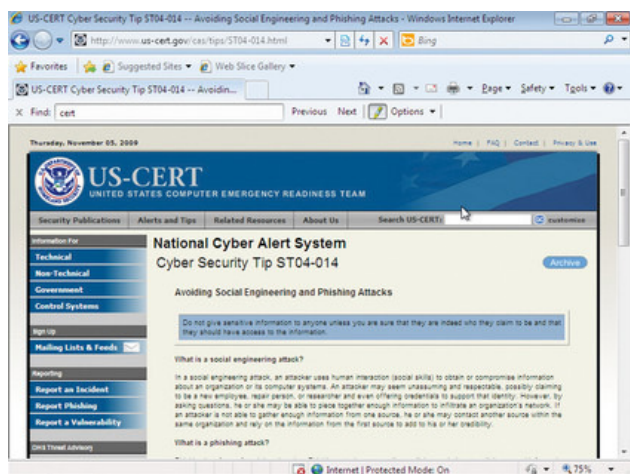 US-CERT Cyber Security Tip ST04-014 -- Avoiding Social Engineering and Phishing Attacks - Windows Internet Explorer
http://www.us-cert.gov/cas/tips/ST04-014.html Bing
Favorites Suggested Sites Web Slice Gallery
US-CERT Cyber Security Tip ST04-014 -- Avoidin... Page Safety Tools
X Find: cert Previous Next Options
Thursday, November 05, 2009 Home | FAQ | Contact | Privacy & Use
US-CERT
UNITED STATES COMPUTER EMERGENCY READINESS TEAM
Security Publications Alerts and Tips Related Resources About Us Search US-CERT: customize
Information For
Technical
Non-Technical
Government
Control Systems
Sign Up
Mailing Lists & Feeds
Reporting
Report an Incident
Report Phishing
Report a Vulnerability
DHS Threat Advisory
National Cyber Alert System
Cyber Security Tip ST04-014 Archive
Avoiding Social Engineering and Phishing Attacks
Do not give sensitive information to anyone unless you are sure that they are indeed who they claim to be and that
they should have access to the information.
What is a social engineering attack?
In a social engineering attack, an attacker uses human interaction (social skills) to obtain or compromise information
about an organization or its computer systems. An attacker may seem unassuming and respectable, possibly claiming
to be a new employee, repair person, or researcher and even offering credentials to support that identity. However, by
asking questions, he or she may be able to piece together enough information to infiltrate an organization's network. If
an attacker is not able to gather enough information from one source, he or she may contact another source within the
same organization and rely on the information from the first source to add to his or her credibility.
What is a phishing attack?
Internet | Protected Mode: On 75%